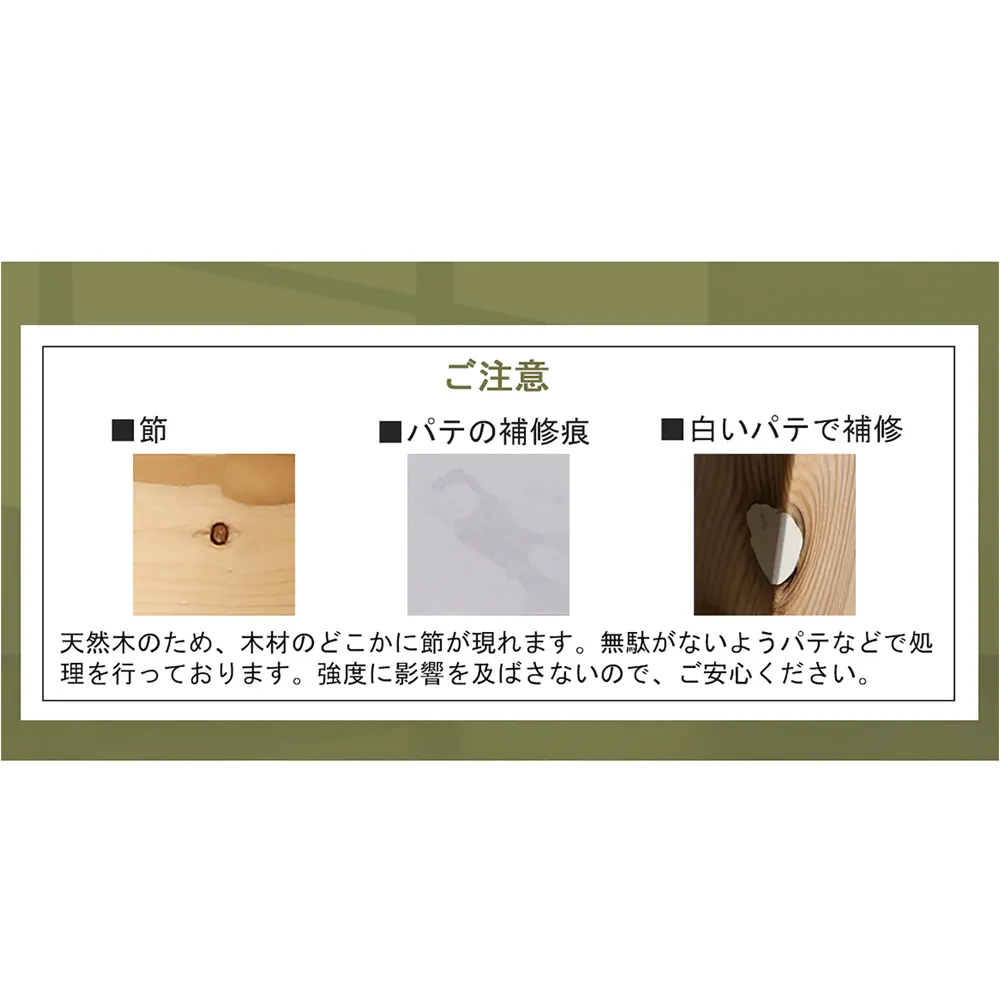 ご注意
■節
■パテの補修痕
■白いパテで補修
天然木のため、木材のどこかに節が現れます。無駄がないようパテなどで処
理を行っております。強度に影響を及ばさないので、ご安心ください。